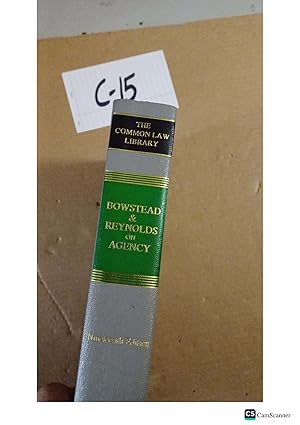 C-15
THE
COMMON LAW
LIBRARY
BOWSTEAD
&
REYNOLDS
ON
AGENCY
Nineteenth Edition
CS CamScanner